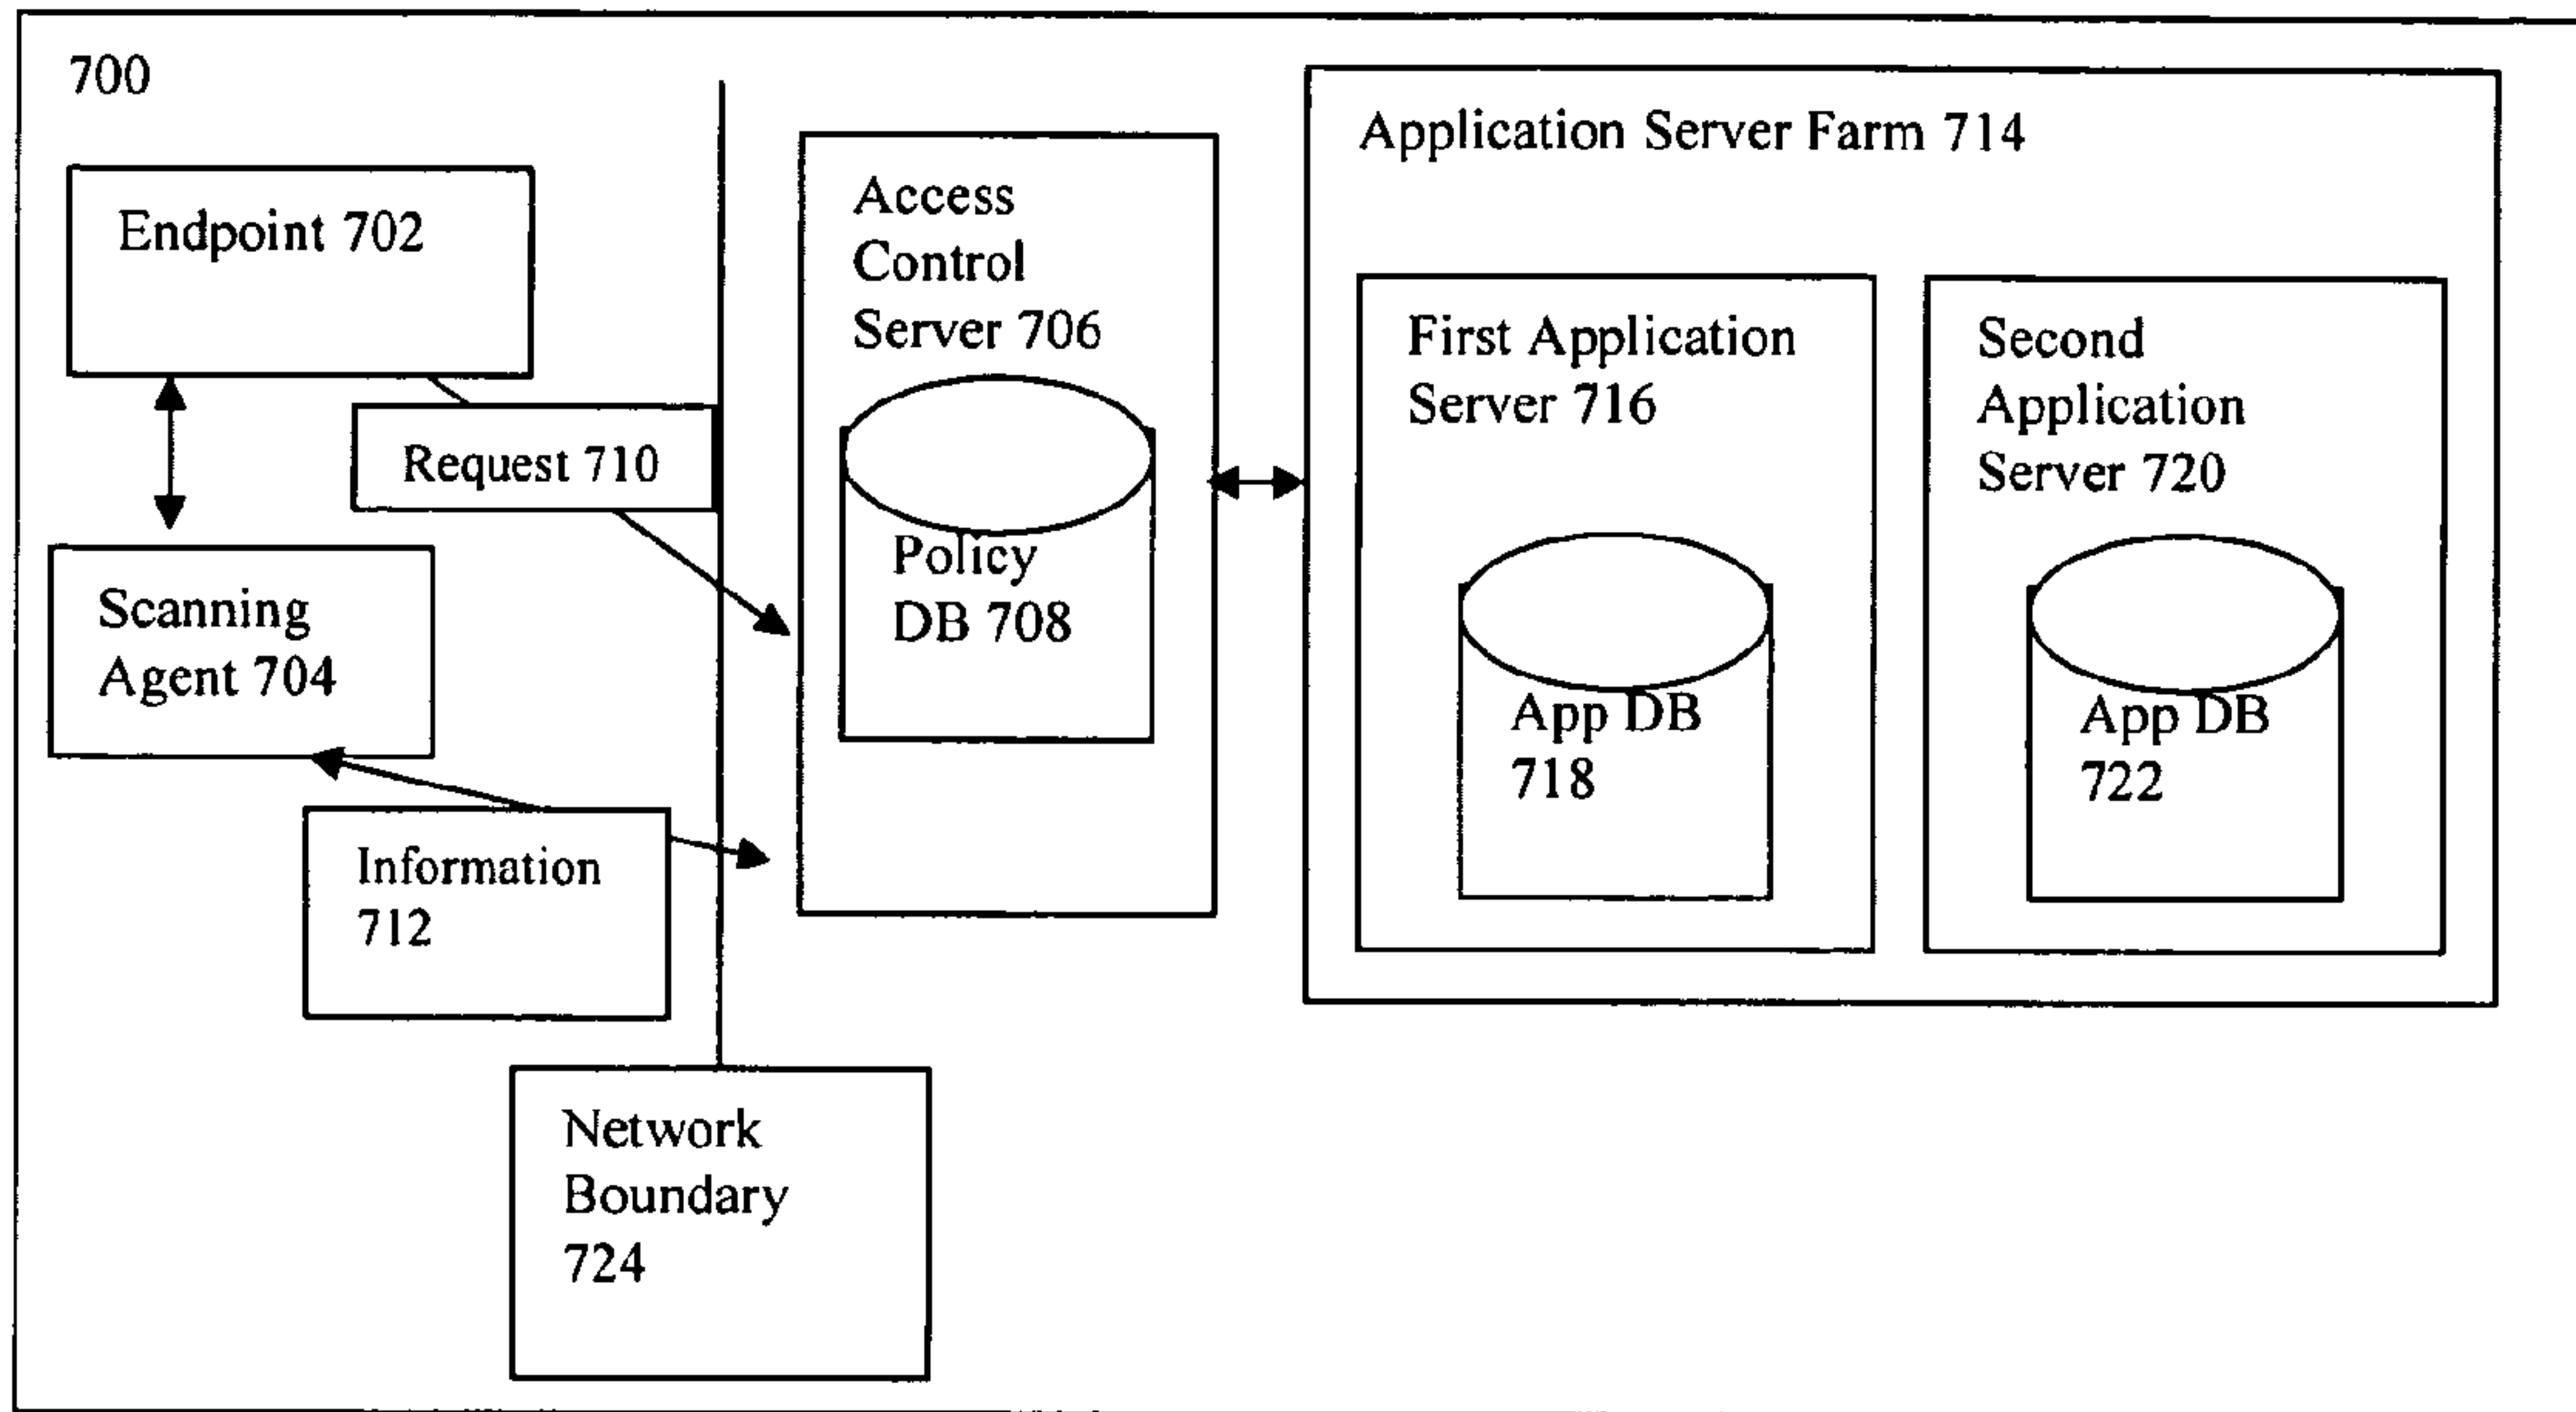 700
Endpoint 702
Request 710
Scanning
Agent 704
Information
712
Network
Boundary
724
Access
Control
Server 706
Policy
DB 708
Application Server Farm 714
First Application
Server 716
App DB
718
Second
Application
Server 720
App DB
722